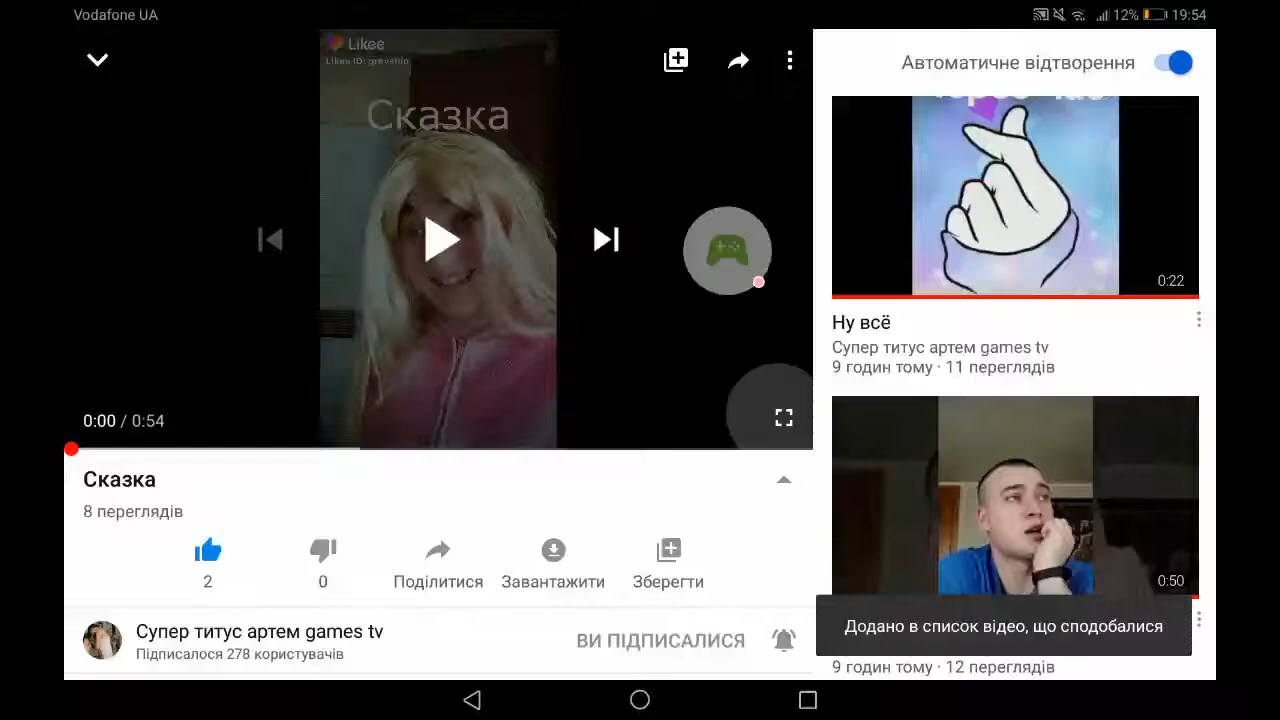 Vodafone UA
12% 19:54
Likee
Сказка
0:00 / 0:54
Сказка
8 переглядів
2
0
Поділитися
Завантажити
Зберегти
Супер титус артем games tv
Підписалося 278 користувачів
ВИ ПІДПИСАЛИСЯ
Автоматичне відтворення
0:22
Ну всё
Супер титус артем games tv
9 годин тому · 11 переглядів
0:50
Додано в список відео, що сподобалися
9 годин тому · 12 переглядів